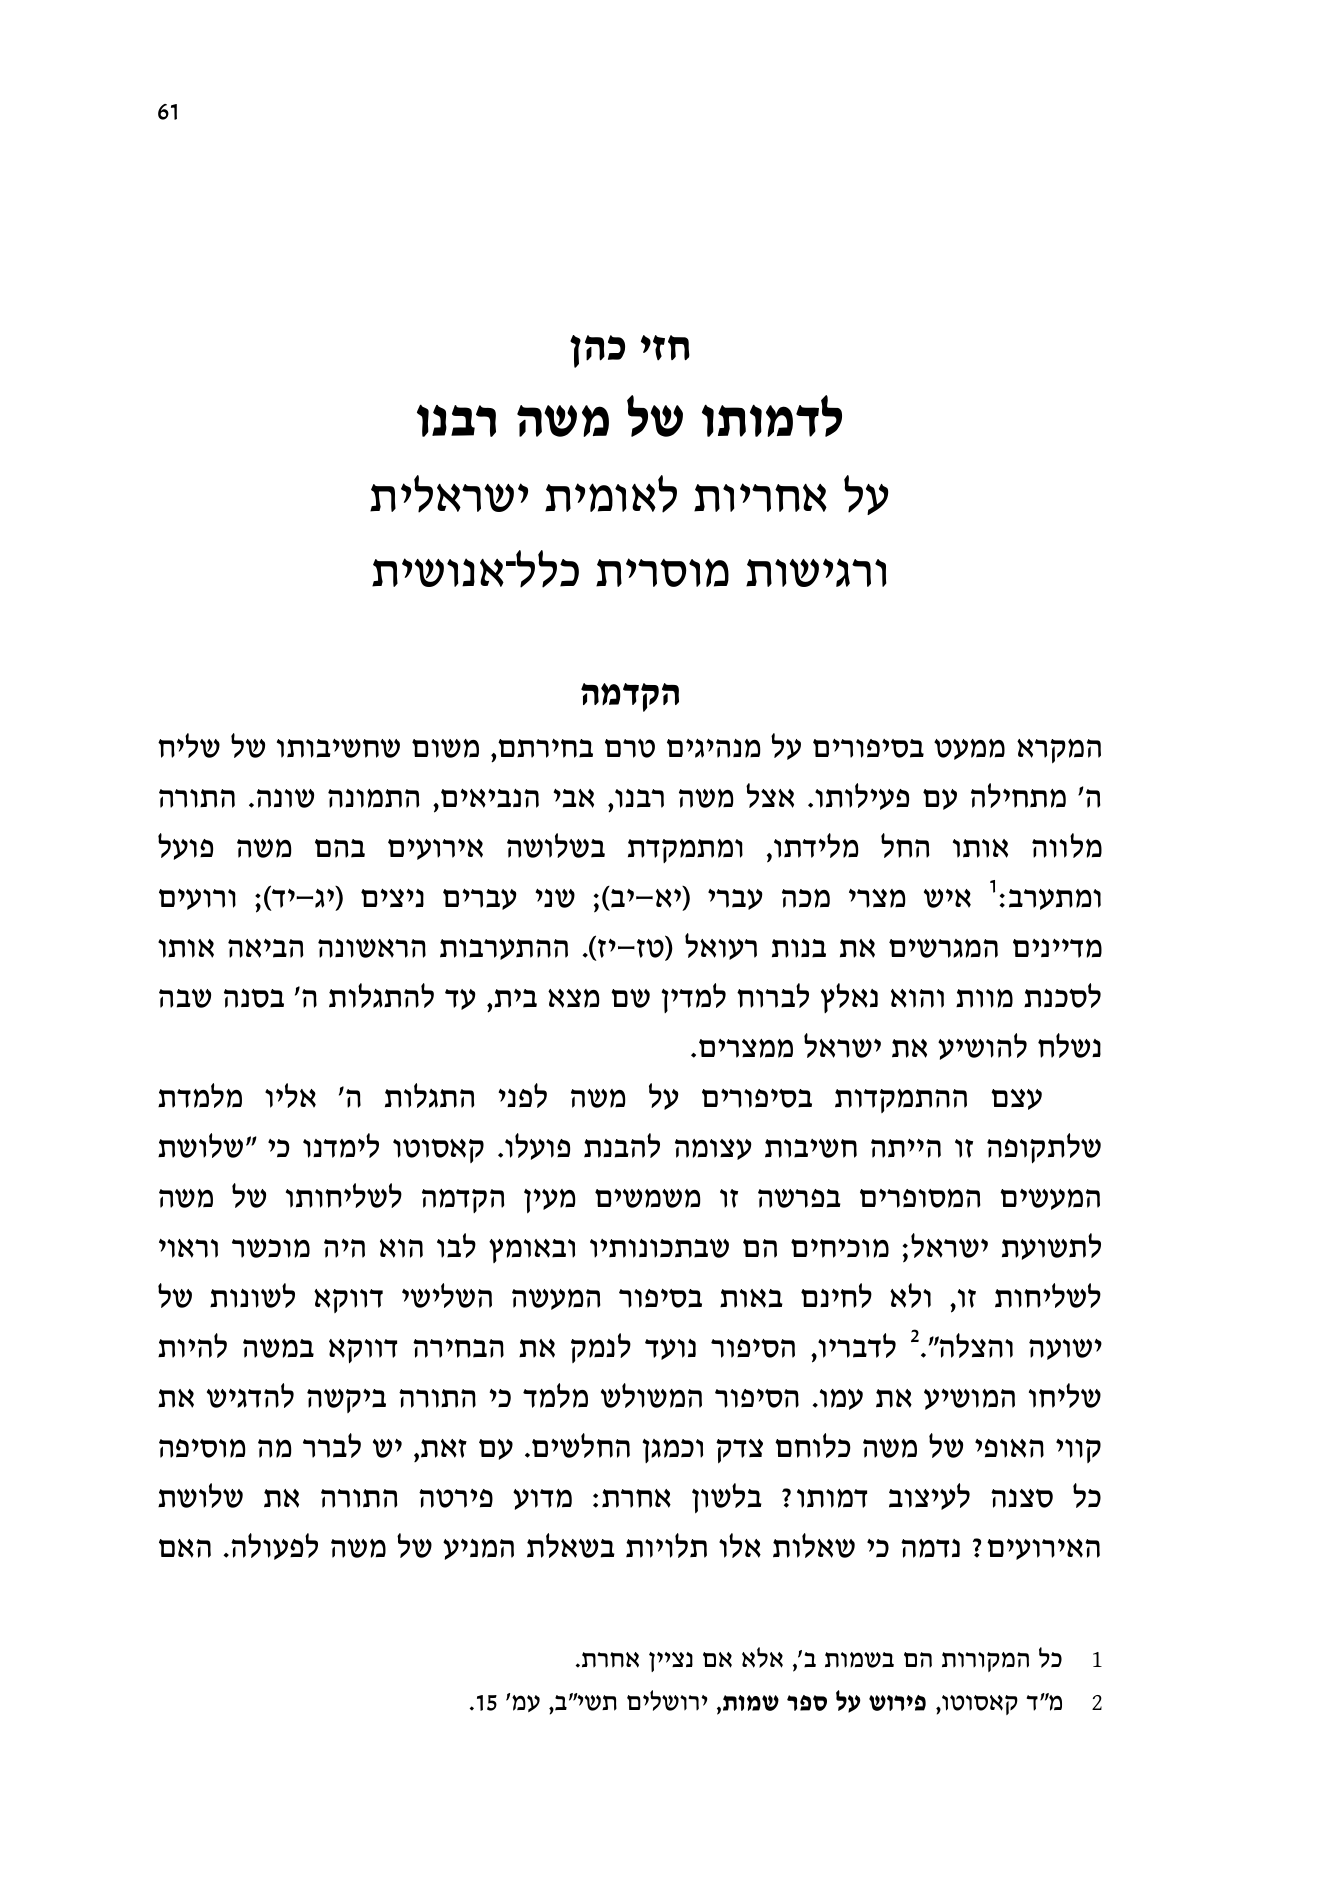 61
חזי כהן
לדמותו של משה רבנו
על אחריות לאומית ישראלית
ורגישות מוסרית כלל־אנושית
הקדמה
המקרא ממעט בסיפורים על מנהיגים טרם בחירתם, משום שחשיבותו של שליח
ה׳ מתחילה עם פעילותו. אצל משה רבנו, אבי הנביאים, התמונה שונה. התורה
מלווה אותו החל מלידתו, ומתמקדת בשלושה אירועים בהם משה פועל
ומתערב:¹ איש מצרי מכה עברי (יא–יב); שני עברים ניצים (יג–יד); ורועים
מדיינים המגרשים את בנות רעואל (טז–יז). ההתערבות הראשונה הביאה אותו
לסכנת מוות והוא נאלץ לברוח למדין שם מצא בית, עד להתגלות ה׳ בסנה שבה
נשלח להושיע את ישראל ממצרים.
עצם ההתמקדות בסיפורים על משה לפני התגלות ה׳ אליו מלמדת
שלתקופה זו הייתה חשיבות עצומה להבנת פועלו. קאסוטו לימדנו כי ״שלושת
המעשים המסופרים בפרשה זו משמשים מעין הקדמה לשליחותו של משה
לתשועת ישראל; מוכיחים הם שבתכונותיו ובאומץ לבו הוא היה מוכשר וראוי
לשליחות זו, ולא לחינם באות בסיפור המעשה השלישי דווקא לשונות של
ישועה והצלה״.² לדבריו, הסיפור נועד לנמק את הבחירה דווקא במשה להיות
שליחו המושיע את עמו. הסיפור המשולש מלמד כי התורה ביקשה להדגיש את
קווי האופי של משה כלוחם צדק וכמגן החלשים. עם זאת, יש לברר מה מוסיפה
כל סצנה לעיצוב דמותו? בלשון אחרת: מדוע פירטה התורה את שלושת
האירועים? נדמה כי שאלות אלו תלויות בשאלת המניע של משה לפעולה. האם
1 כל המקורות הם בשמות ב׳, אלא אם נציין אחרת.
2 מ״ד קאסוטו, פירוש על ספר שמות, ירושלים תשי״ב, עמ׳ 15.